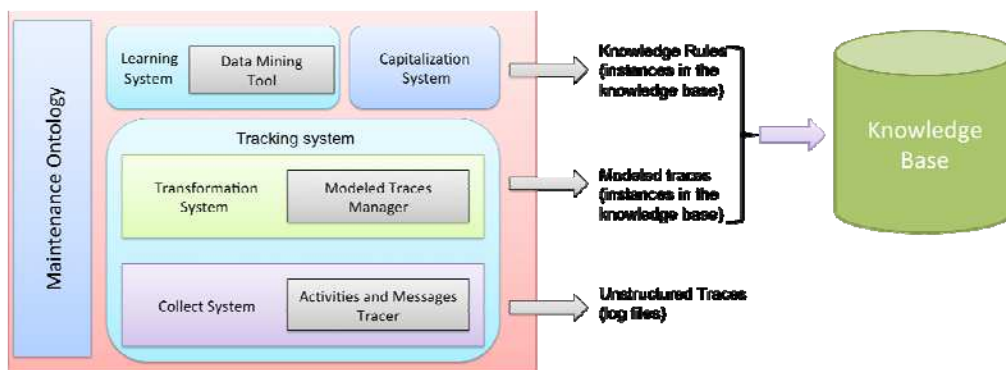 Maintenance Ontology
Learning
System
Data Mining
Tool
Capitalization
System
Knowledge Rules
(instances in the
knowledge base)
Tracking system
Transformation
System
Modeled Traces
Manager
Modeled traces
(instances in the
knowledge base)
Collect System
Activities and Messages
Tracer
Unstructured Traces
(log files)
Knowledge
Base